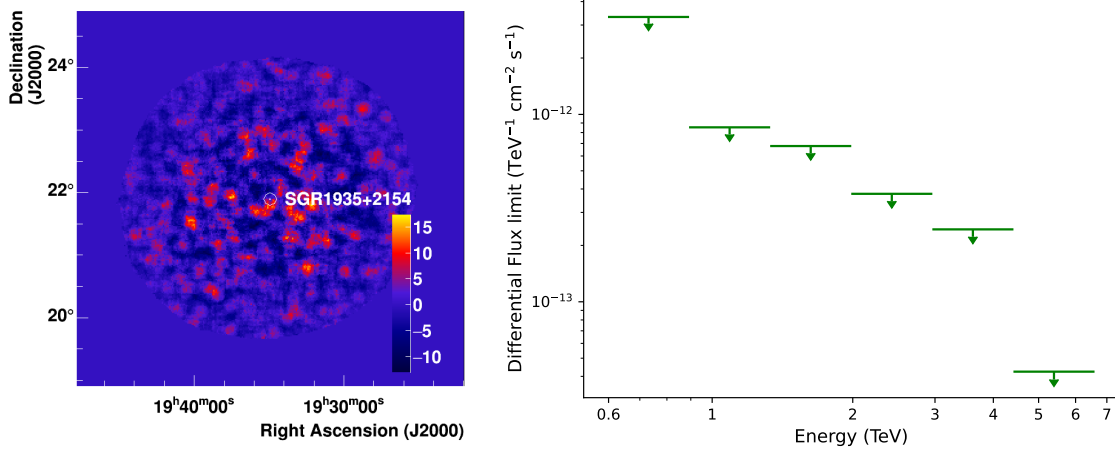 Declination
(J2000)
24°
22°
20°
SGR1935+2154
15
10
5
0
−5
−10
19h40m00s
19h30m00s
Right Ascension (J2000)
Differential Flux limit (TeV⁻¹ cm⁻² s⁻¹)
10⁻¹²
10⁻¹³
0.6
1
2
3
4
5
6
7
Energy (TeV)